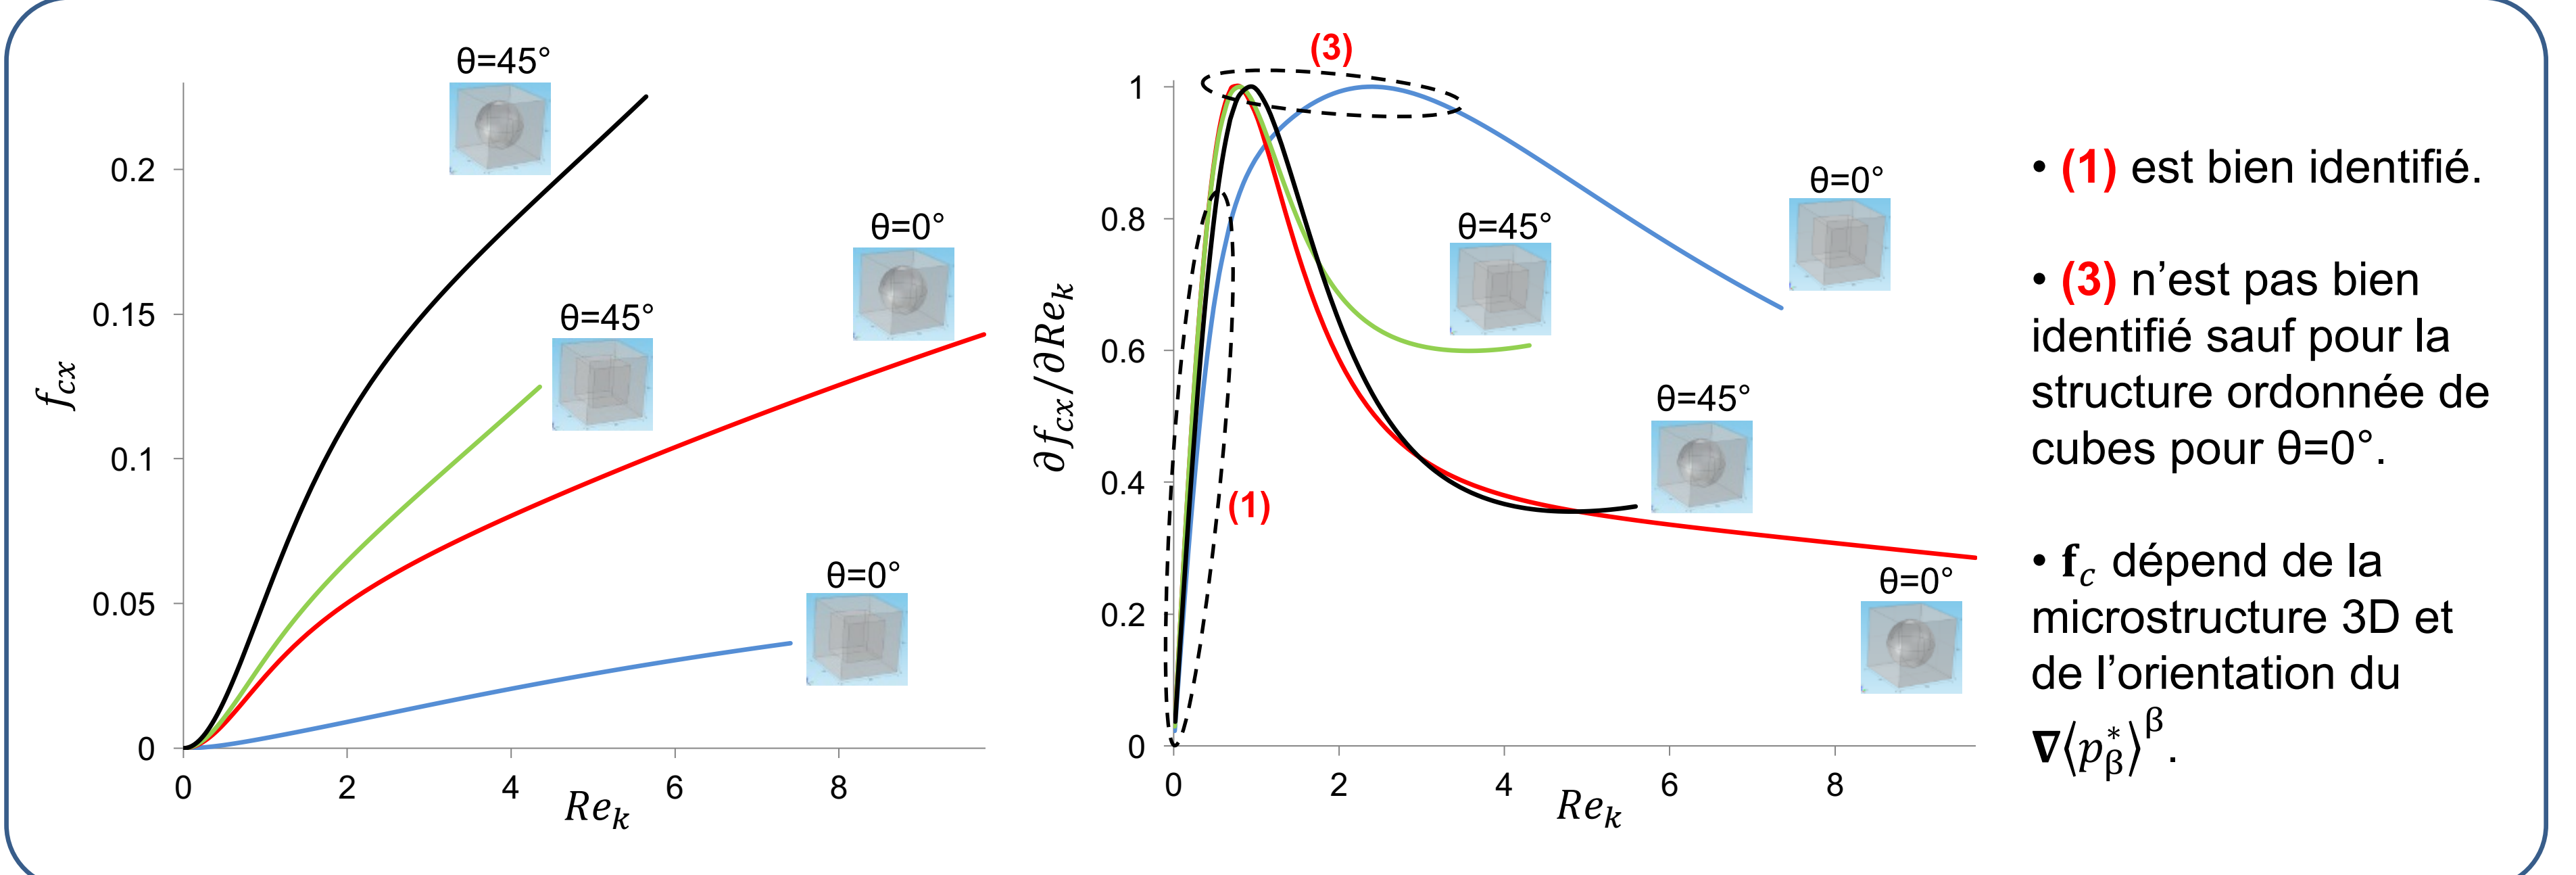 θ=45°
θ=0°
θ=45°
θ=0°
0.2
0.15
0.1
0.05
0
0 2 4 6 8
f_cx
Re_k
(3)
θ=0°
θ=45°
θ=45°
θ=0°
(1)
1
0.8
0.6
0.4
0.2
0
0 2 4 6 8
∂f_cx/∂Re_k
Re_k
• (1) est bien identifié.
• (3) n’est pas bien
identifié sauf pour la
structure ordonnée de
cubes pour θ=0°.
• f_c dépend de la
microstructure 3D et
de l’orientation du
∇⟨p*_β⟩^β.